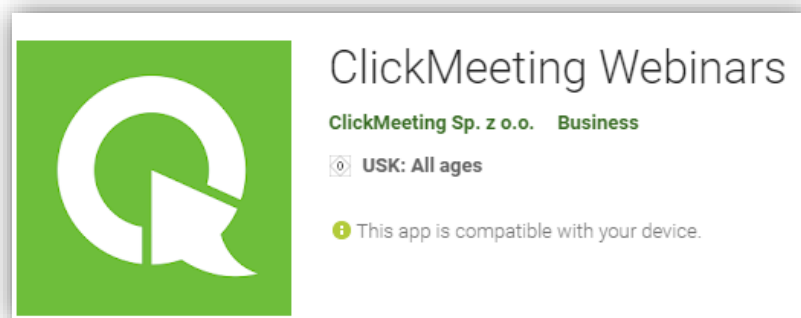 ClickMeeting Webinars
ClickMeeting Sp. z o.o. Business
0 USK: All ages
This app is compatible with your device.